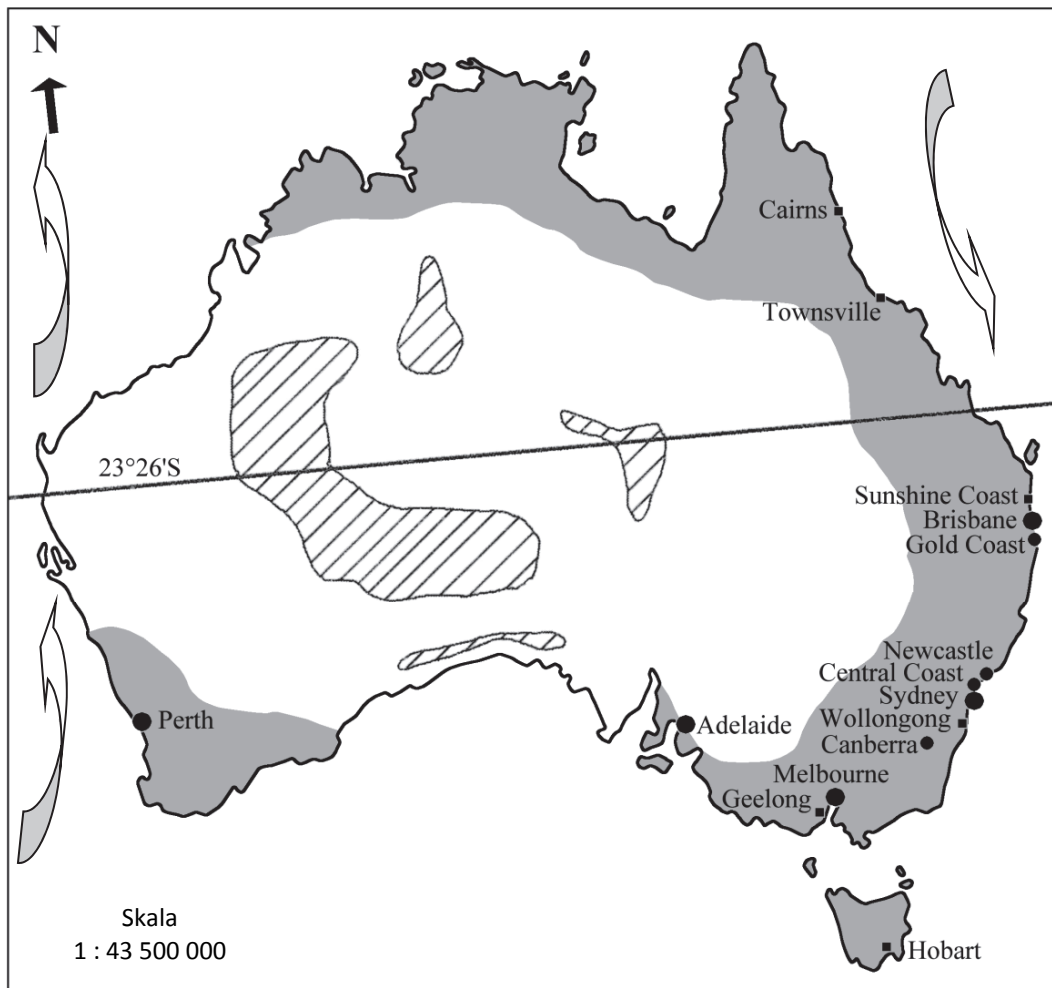 N
Cairns
Townsville
23°26'S
Sunshine Coast
Brisbane
Gold Coast
Newcastle
Central Coast
Sydney
Perth
Adelaide
Wollongong
Canberra
Melbourne
Geelong
Skala
1 : 43 500 000
Hobart